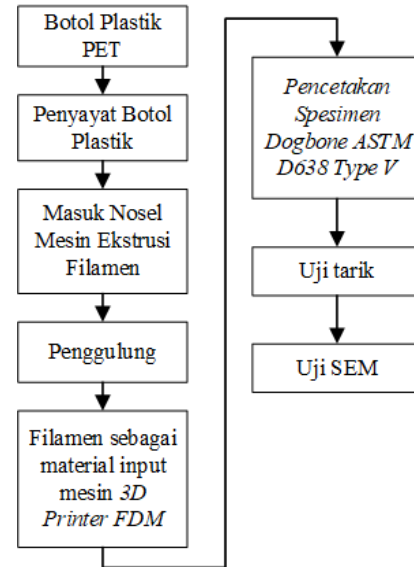 Botol Plastik
PET
Penyayat Botol
Plastik
Masuk Nosel
Mesin Ekstrusi
Filamen
Penggulung
Filamen sebagai
material input
mesin 3D
Printer FDM
Pencetakan
Spesimen
Dogbone ASTM
D638 Type V
Uji tarik
Uji SEM